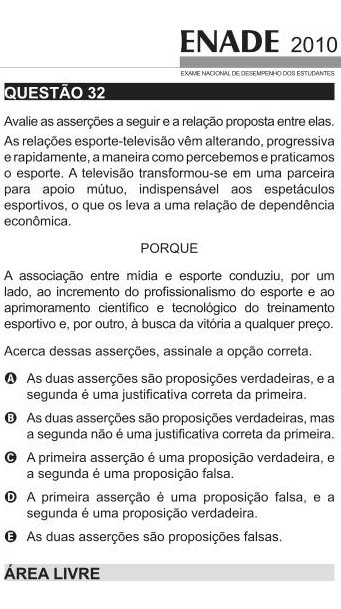 ENADE 2010
EXAME NACIONAL DE DESEMPENHO DOS ESTUDANTES
QUESTÃO 32
Avalie as asserções a seguir e a relação proposta entre elas.
As relações esporte-televisão vêm alterando, progressiva
e rapidamente, a maneira como percebemos e praticamos
o esporte. A televisão transformou-se em uma parceira
para apoio mútuo, indispensável aos espetáculos
esportivos, o que os leva a uma relação de dependência
econômica.
PORQUE
A associação entre mídia e esporte conduziu, por um
lado, ao incremento do profissionalismo do esporte e ao
aprimoramento científico e tecnológico do treinamento
esportivo e, por outro, à busca da vitória a qualquer preço.
Acerca dessas asserções, assinale a opção correta.
A As duas asserções são proposições verdadeiras, e a
segunda é uma justificativa correta da primeira.
B As duas asserções são proposições verdadeiras, mas
a segunda não é uma justificativa correta da primeira.
C A primeira asserção é uma proposição verdadeira, e
a segunda é uma proposição falsa.
D A primeira asserção é uma proposição falsa, e a
segunda é uma proposição verdadeira.
E As duas asserções são proposições falsas.
ÁREA LIVRE